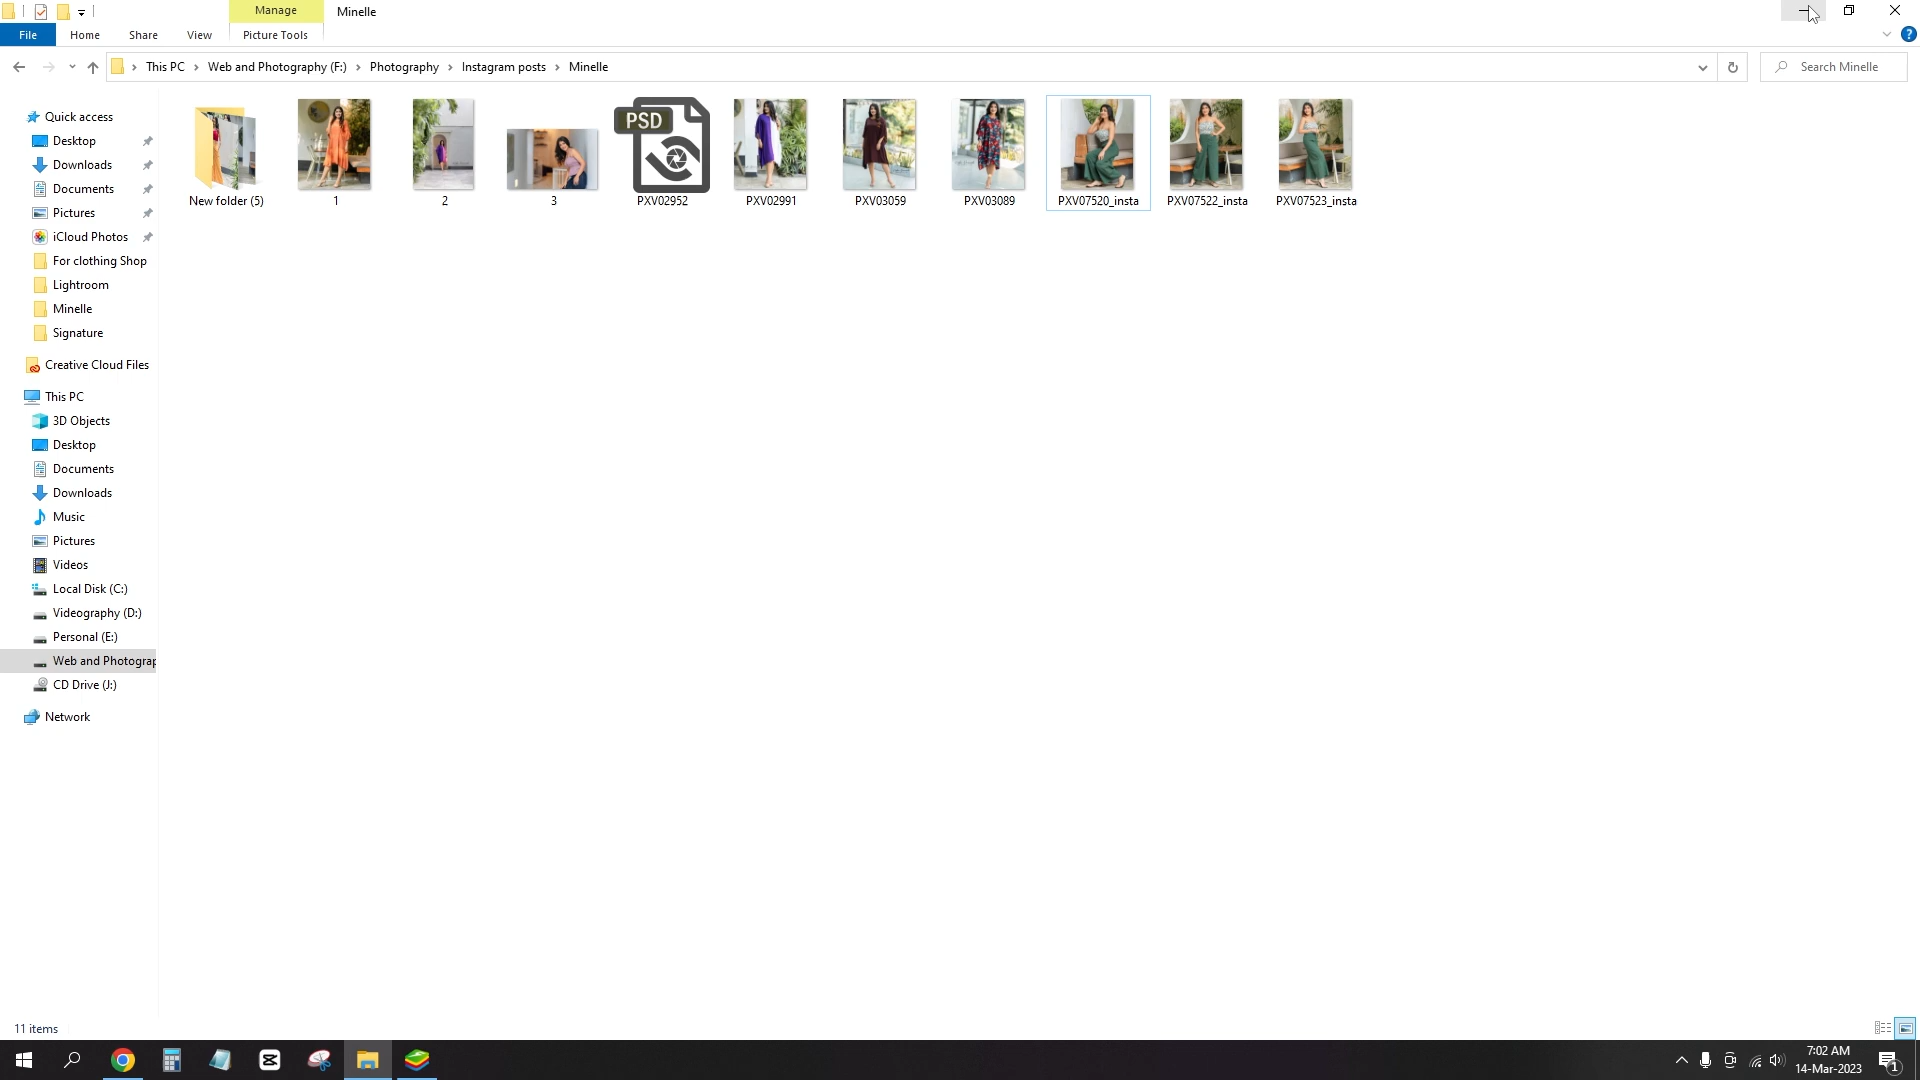 Manage
Minelle
File
Home
Share
View
Picture Tools
This PC
Web and Photography (F:)
Photography
Instagram posts
Minelle
Search Minelle
Quick access
Desktop
Downloads
Documents
Pictures
iCloud Photos
For clothing Shop
Lightroom
Minelle
Signature
Creative Cloud Files
This PC
3D Objects
Desktop
Documents
Downloads
Music
Pictures
Videos
Local Disk (C:)
Videography (D:)
Personal (E:)
Web and Photograp
CD Drive (J:)
Network
New folder (5)
1
2
3
PSD
PXV02952
PXV02991
PXV03059
PXV03089
PXV07520_insta
PXV07522_insta
PXV07523_insta
11 items
7:02 AM
14-Mar-2023
1